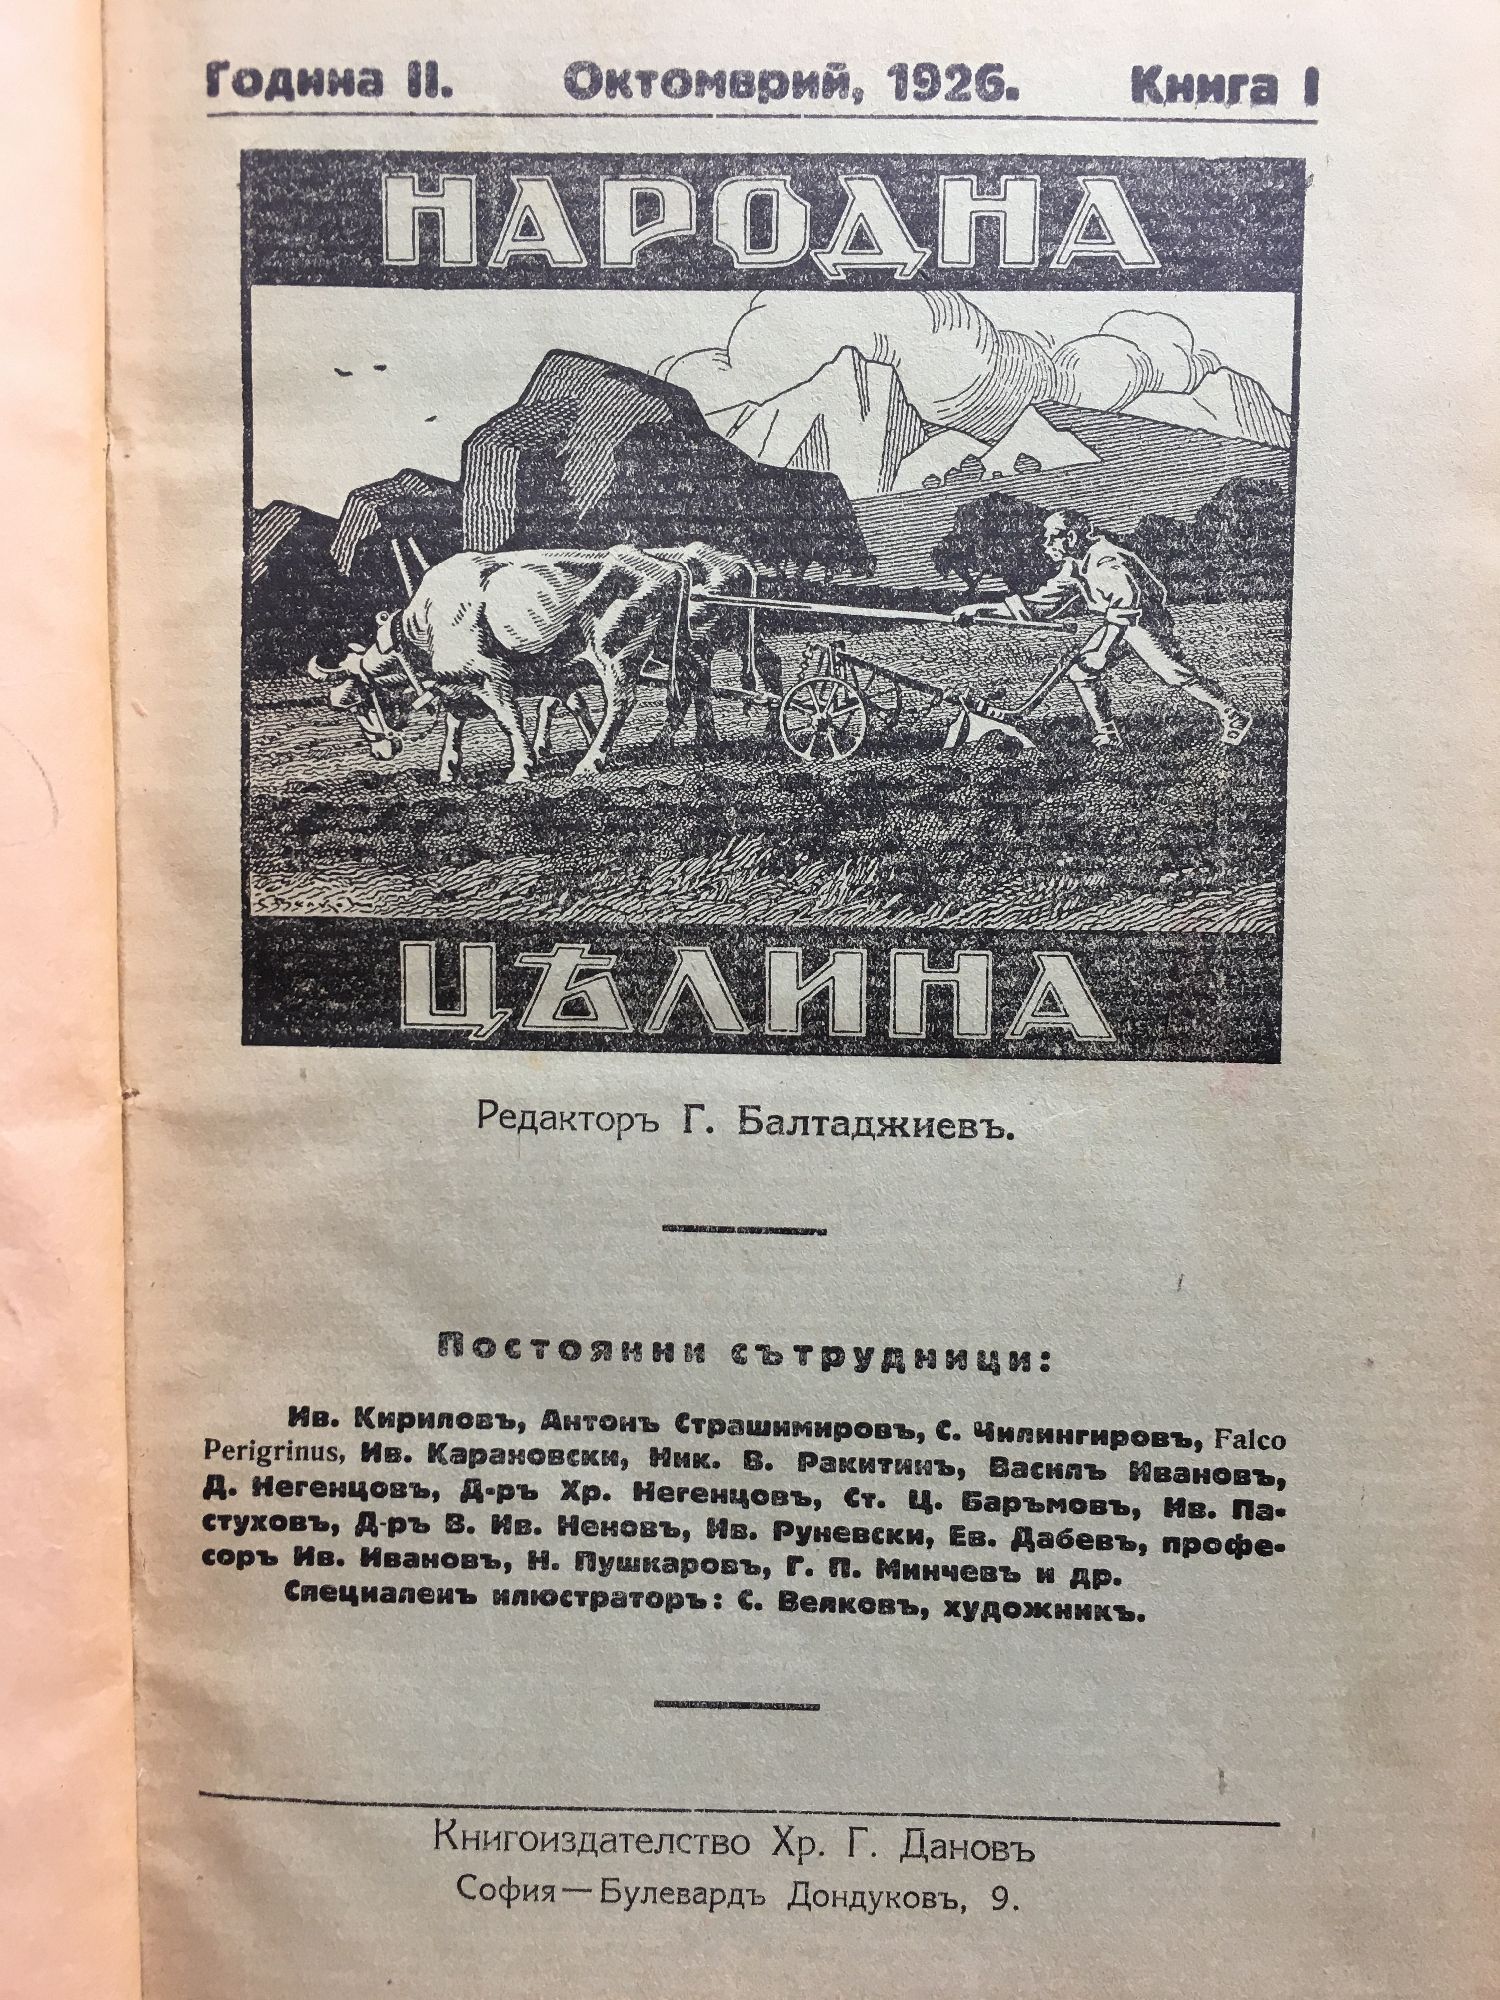 Година II. Октомврий, 1926. Книга I
НАРОДНА
ЦѢЛИНА
Редакторъ Г. Балтаджиевъ.
Постоянни сътрудници:
Ив. Кириловъ, Антонъ Страшимировъ, С. Чилингировъ, Falco
Perigrinus, Ив. Карановски, Ник. В. Ракитинъ, Василъ Ивановъ,
Д. Негенцовъ, Д-ръ Хр. Негенцовъ, Ст. Ц. Баръмовъ, Ив. Па-
стуховъ, Д-ръ В. Ив. Неновъ, Ив. Руневски, Ев. Дабевъ, профе-
соръ Ив. Ивановъ, Н. Пушкаровъ, Г. П. Минчевъ и др.
Специаленъ илюстраторъ: С. Велковъ, художникъ.
Книгоиздателство Хр. Г. Дановъ
София—Булевардъ Дондуковъ, 9.